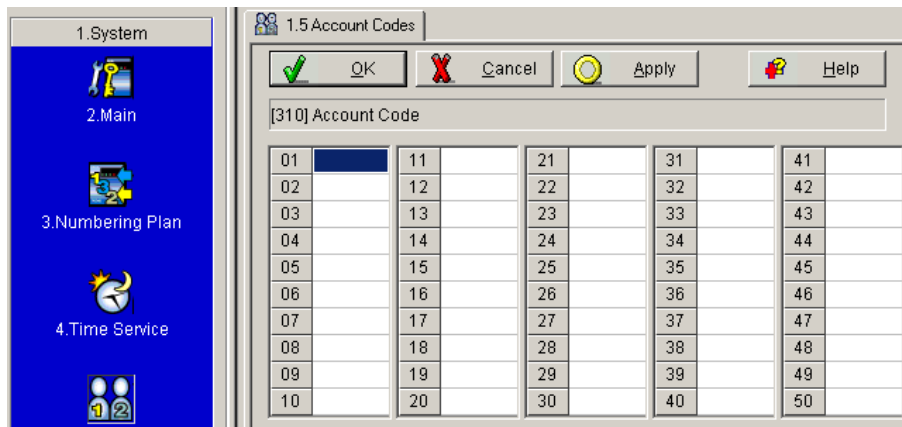 1.System
2.Main
3.Numbering Plan
4.Time Service
1.5 Account Codes
OK Cancel Apply Help
[310] Account Code
01 11 21 31 41
02 12 22 32 42
03 13 23 33 43
04 14 24 34 44
05 15 25 35 45
06 16 26 36 46
07 17 27 37 47
08 18 28 38 48
09 19 29 39 49
10 20 30 40 50